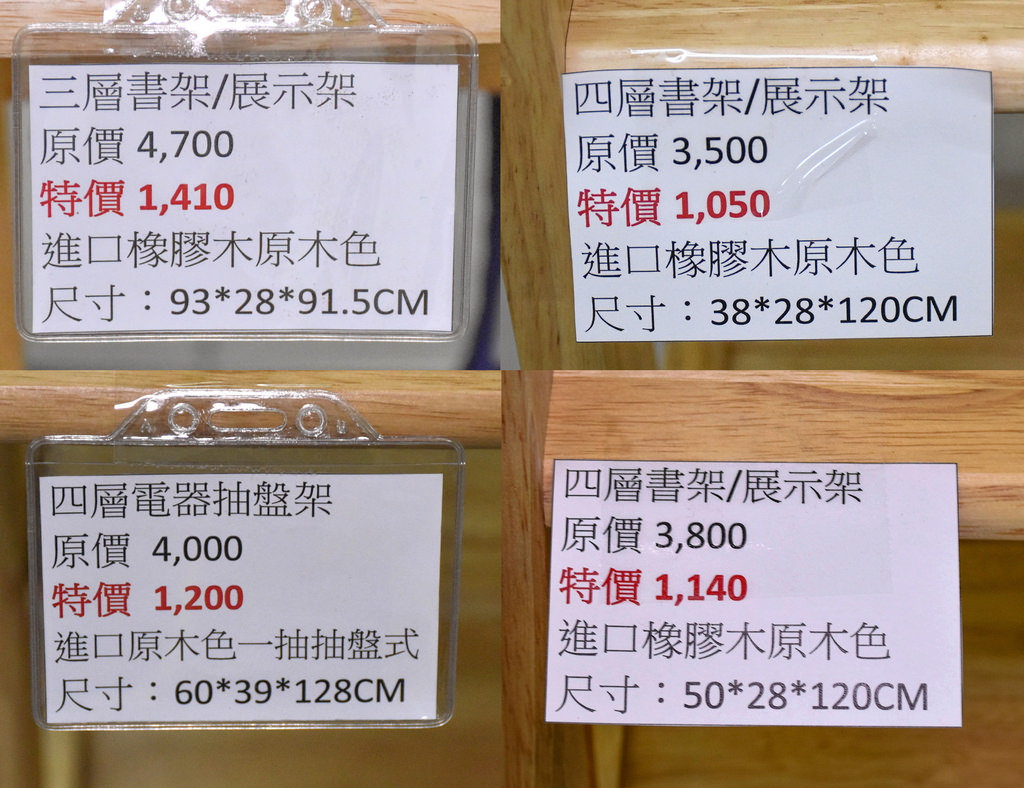 三層書架/展示架
原價 4,700
特價 1,410
進口橡膠木原木色
尺寸：93*28*91.5CM
四層書架/展示架
原價 3,500
特價 1,050
進口橡膠木原木色
尺寸：38*28*120CM
四層電器抽盤架
原價 4,000
特價 1,200
進口原木色一抽抽盤式
尺寸：60*39*128CM
四層書架/展示架
原價 3,800
特價 1,140
進口橡膠木原木色
尺寸：50*28*120CM